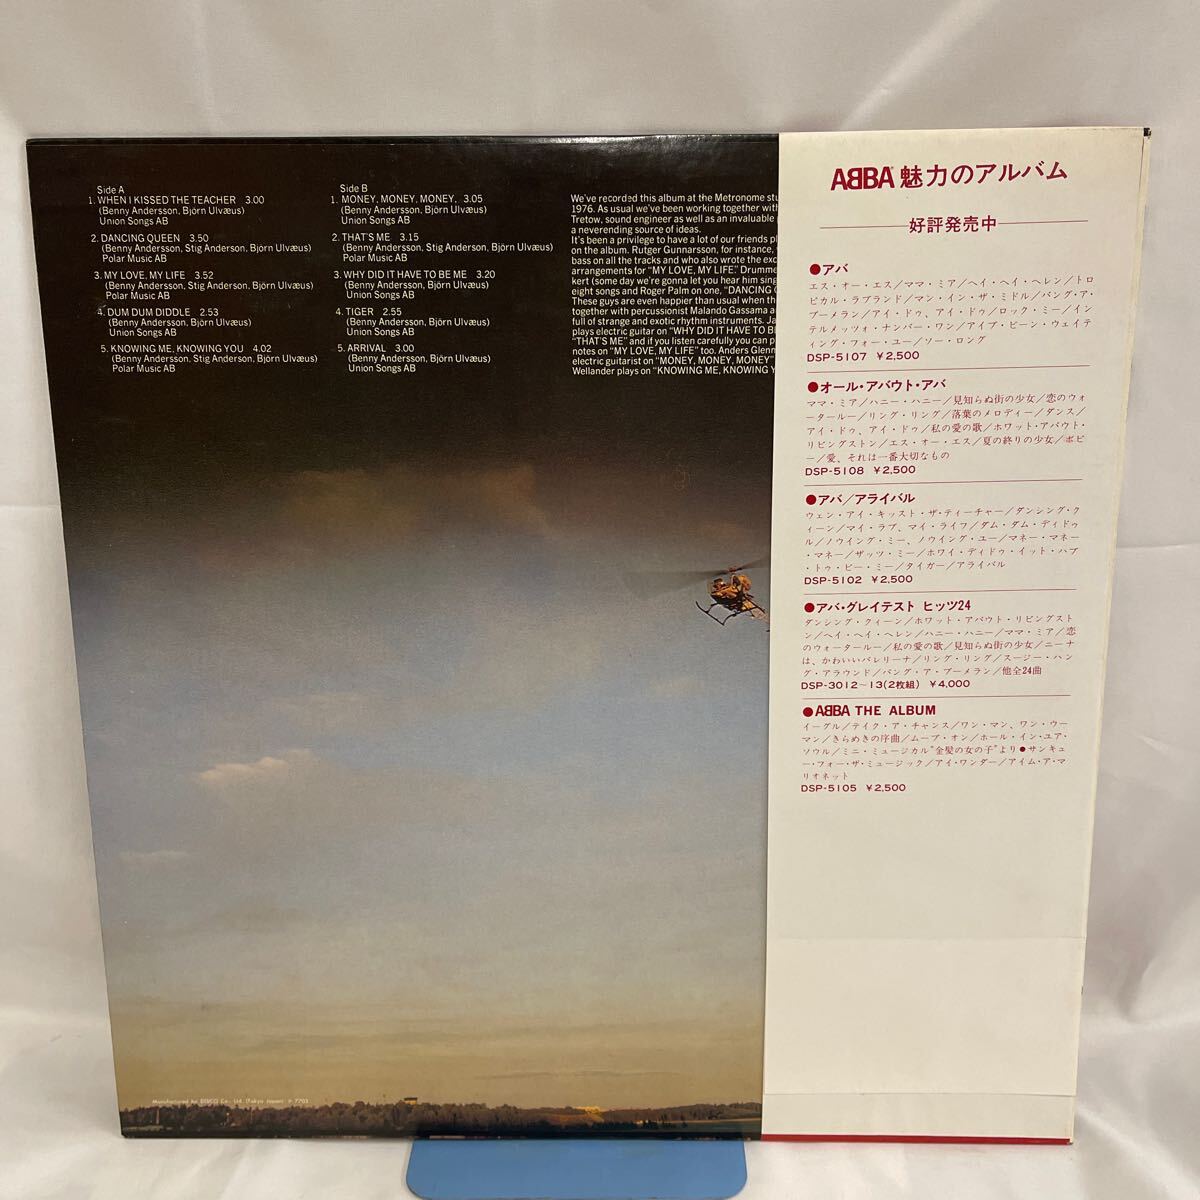 Side A
1. WHEN I KISSED THE TEACHER 3.00
(Benny Andersson, Björn Ulvæus)
Union Songs AB
2. DANCING QUEEN 3.50
(Benny Andersson, Stig Anderson, Björn Ulvæus)
Polar Music AB
3. MY LOVE, MY LIFE 3.52
(Benny Andersson, Stig Anderson, Björn Ulvæus)
Polar Music AB
4. DUM DUM DIDDLE 2.53
(Benny Andersson, Björn Ulvæus)
Union Songs AB
5. KNOWING ME, KNOWING YOU 4.02
(Benny Andersson, Stig Anderson, Björn Ulvæus)
Polar Music AB
Side B
1. MONEY, MONEY, MONEY, 3.05
(Benny Andersson, Björn Ulvæus)
Union Songs AB
2. THAT'S ME 3.15
(Benny Andersson, Stig Anderson, Björn Ulvæus)
Polar Music AB
3. WHY DID IT HAVE TO BE ME 3.20
(Benny Andersson, Björn Ulvæus)
Union Songs AB
4. TIGER 2.55
(Benny Andersson, Björn Ulvæus)
Union Songs AB
5. ARRIVAL 3.00
(Benny Andersson, Björn Ulvæus)
Union Songs AB
We've recorded this album at the Metronome stu
1976. As usual we've been working together with
Tretow, sound engineer as well as an invaluable
a neverending source of ideas.
It's been a privilege to have a lot of our friends pl
on the album. Rutger Gunnarsson, for instance,
bass on all the tracks and who also wrote the exc
arrangements for "MY LOVE, MY LIFE." Drumme
kert (some day we're gonna let you hear him sing
eight songs and Roger Palm on one, "DANCING
These guys are even happier than usual when th
together with percussionist Malando Gassama a
full of strange and exotic rhythm instruments. Ja
plays electric guitar on "WHY DID IT HAVE TO B
"THAT'S ME" and if you listen carefully you can p
notes on "MY LOVE, MY LIFE" too. Anders Glenn
electric guitarist on "MONEY, MONEY, MONEY"
Wellander plays on "KNOWING ME, KNOWING Y
Manufactured by DISCO Co., Ltd. (Tokyo Japan) P 7703
ABBA 魅力のアルバム
好評発売中
●アバ
エス・オー・エス/ママ・ミア/ヘイ・ヘイ・ヘレン/トロ
ピカル・ラブランド/マン・イン・ザ・ミドル/バング・ア・
ブーメラン/アイ・ドゥ、アイ・ドゥ/ロック・ミー/イン
テルメッツォ・ナンバー・ワン/アイブ・ビーン・ウェイテ
ィング・フォー・ユー/ソー・ロング
DSP-5107 ￥2,500
●オール・アバウト・アバ
ママ・ミア/ハニー・ハニー/見知らぬ街の少女/恋のウォ
ータールー/リング・リング/落葉のメロディー/ダンス/
アイ・ドゥ、アイ・ドゥ/私の愛の歌/ホワット・アバウト・
リビングストン/エス・オー・エス/夏の終りの少女/ボビ
ー/愛、それは一番大切なもの
DSP-5108 ￥2,500
●アバ/アライバル
ウェン・アイ・キッスト・ザ・ティーチャー/ダンシング・ク
ィーン/マイ・ラブ、マイ・ライフ/ダム・ダム・ディドゥ
ル/ノウイング・ミー、ノウイング・ユー/マネー・マネー
・マネー/ザッツ・ミー/ホワイ・ディドゥ・イット・ハブ
・トゥ・ビー・ミー/タイガー/アライバル
DSP-5102 ￥2,500
●アバ・グレイテスト ヒッツ24
ダンシング・クィーン/ホワット・アバウト・リビングスト
ン/ヘイ・ヘイ・ヘレン/ハニー・ハニー/ママ・ミア/恋
のウォータールー/私の愛の歌/見知らぬ街の少女/ニーナ
は、かわいいバレリーナ/リング・リング/スージー・ハン
グ・アラウンド/バング・ア・ブーメラン/他全24曲
DSP-3012~13(2枚組) ￥4,000
●ABBA THE ALBUM
イーグル/テイク・ア・チャンス/ワン・マン、ワン・ウー
マン/きらめきの序曲/ムーブ・オン/ホール・イン・ユア・
ソウル/ミニ・ミュージカル"金髪の女の子"より●サンキュ
ー・フォー・ザ・ミュージック/アイ・ワンダー/アイム・ア・マ
リオネット
DSP-5105 ￥2,500